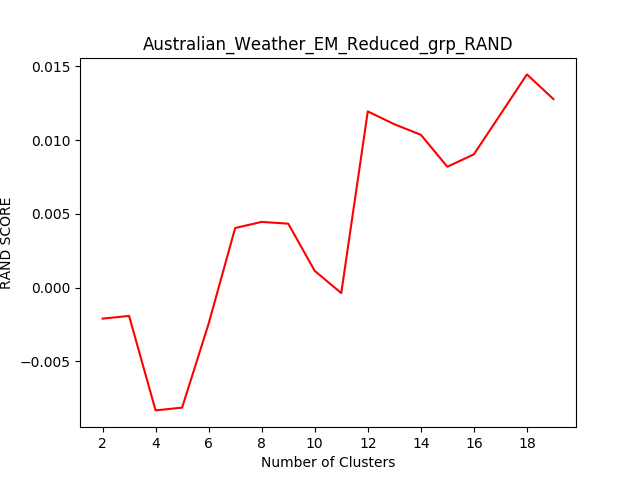 Australian_Weather_EM_Reduced_grp_RAND
0.015
0.010
0.005
0.000
−0.005
RAND SCORE
2 4 6 8 10 12 14 16 18
Number of Clusters